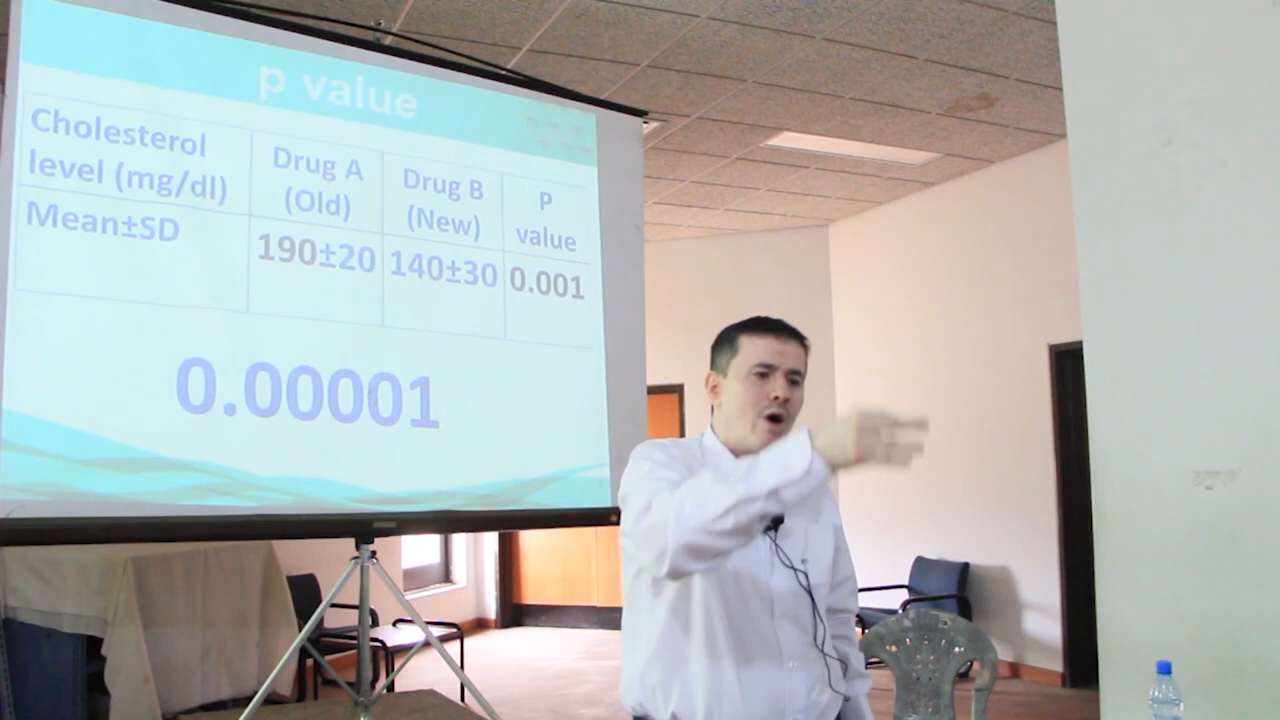 p value
Cholesterol
level (mg/dl)
Drug A
(Old)
Drug B
(New)
P
value
Mean±SD
190±20
140±30
0.001
0.00001